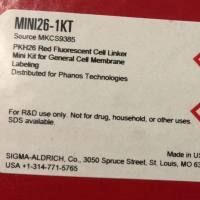 MINI26-1KT
Source MKCS9385
PKH26 Red Fluorescent Cell Linker
Mini Kit for General Cell Membrane
Labeling
Distributed for Phanos Technologies
For R&D use only. Not for drug, household, or other uses.
SDS available.
Made in US
SIGMA-ALDRICH, Co., 3050 Spruce Street, St. Louis, MO 63
USA +1-314-771-5765